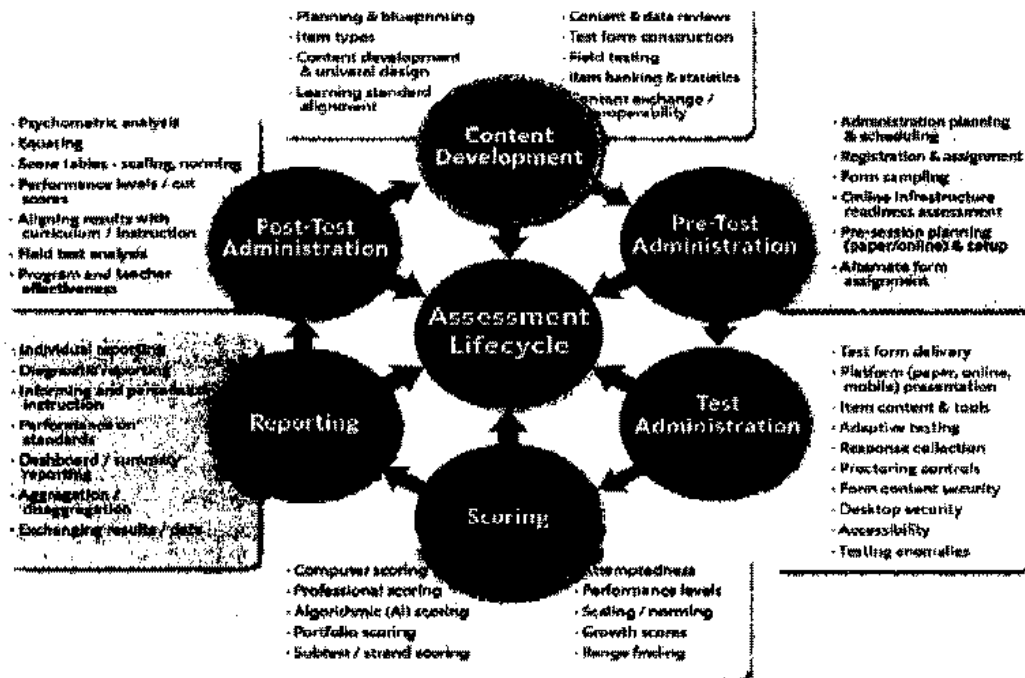 · Planning & blueprinting
· Item types
· Content development
& univeral design
· Learning standard
alignment
· Content & data reviews
· Test form construction
· Field testing
· Item banking & statistics
Content exchange /
Content
Development
· Psychometric analysis
· Equating
· Score tables - scaling, norming
· Performance levels / cut
scores
· Aligning results with
curriculum / instruction
· Field test analysis
· Program and teacher
effectiveness
Post-Test
Administration
Pre-Test
Administration
· Administration planning
& scheduling
· Registration & assignment
· Form sampling
· Online infrastructure
readiness assessment
· Pre-session planning
(paper/online) & setup
· Alternate form
assignment
Assessment
Lifecycle
· Individual reporting
· Diagnostic reporting
· Informing and
instruction
· Performance on
standards
· Dashboard / summary
reporting
· Aggregation /
disaggregation
· Exchanging results / data
Reporting
Test
Administration
· Test form delivery
· Platform (paper, online,
mobile) presentation
· Item content & tools
· Adaptive testing
· Response collection
· Proctoring controls
· Form content security
· Desktop security
· Accessibility
· Testing anomalies
Scoring
· Computer scoring
· Professional scoring
· Algorithmic (AI) scoring
· Portfolio scoring
· Subtest / strand scoring
· Attemptedness
· Performance levels
· Scaling / norming
· Growth scores
· Range finding